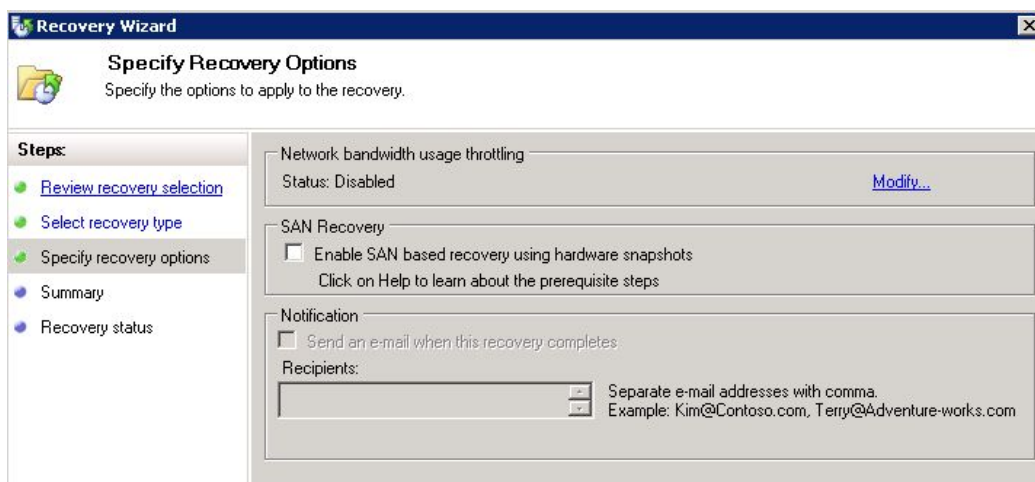 Recovery Wizard
Specify Recovery Options
Specify the options to apply to the recovery.
Steps:
Review recovery selection
Select recovery type
Specify recovery options
Summary
Recovery status
Network bandwidth usage throttling
Status: Disabled
Modify...
SAN Recovery
Enable SAN based recovery using hardware snapshots
Click on Help to learn about the prerequisite steps
Notification
Send an e-mail when this recovery completes
Recipients:
Separate e-mail addresses with comma.
Example: Kim@Contoso.com, Terry@Adventure-works.com